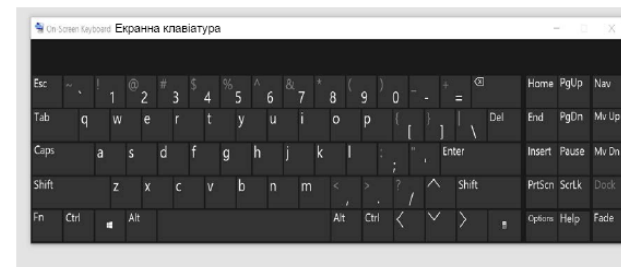 On-Screen Keyboard Екранна клавіатура
Esc ~ ` ! 1 @ 2 # 3 $ 4 % 5 ^ 6 & 7 * 8 ( 9 ) 0 _ - + = Home PgUp Nav
Tab q w e r t y u i o p { [ } ] | \ Del End PgDn Mv Up
Caps a s d f g h j k l : ; " , Enter Insert Pause Mv Dn
Shift z x c v b n m < , > . ? / Shift PrtScn ScrLk Dock
Fn Ctrl Alt Alt Ctrl Options Help Fade